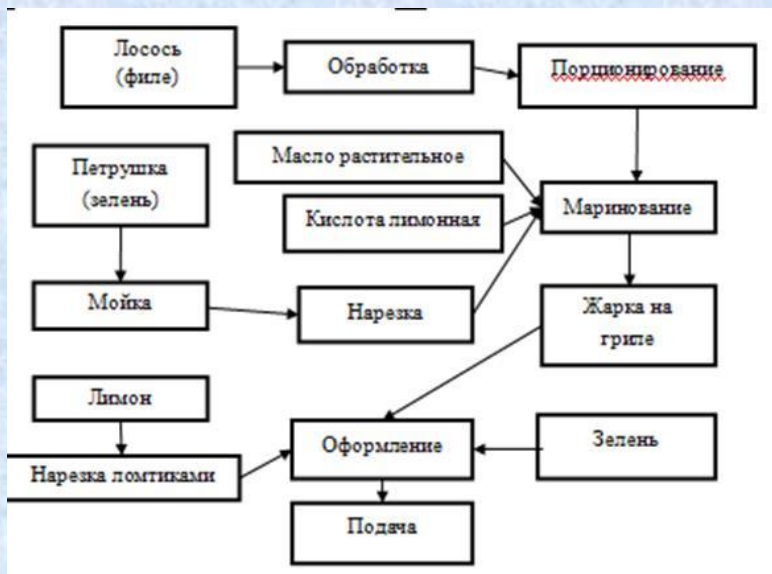 Лосось
(филе)
Обработка
Порционирование
Масло растительное
Петрушка
(зелень)
Кислота лимонная
Маринование
Мойка
Нарезка
Жарка на
гриле
Лимон
Оформление
Зелень
Нарезка ломтиками
Подача